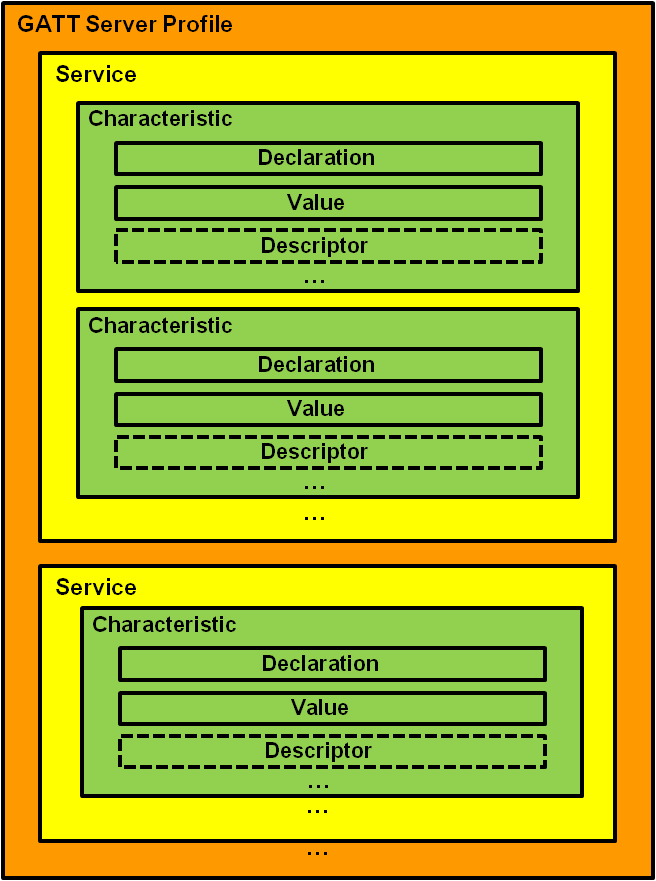 GATT Server Profile
Service
Characteristic
Declaration
Value
Descriptor
...
Characteristic
Declaration
Value
Descriptor
...
...
Service
Characteristic
Declaration
Value
Descriptor
...
...
...